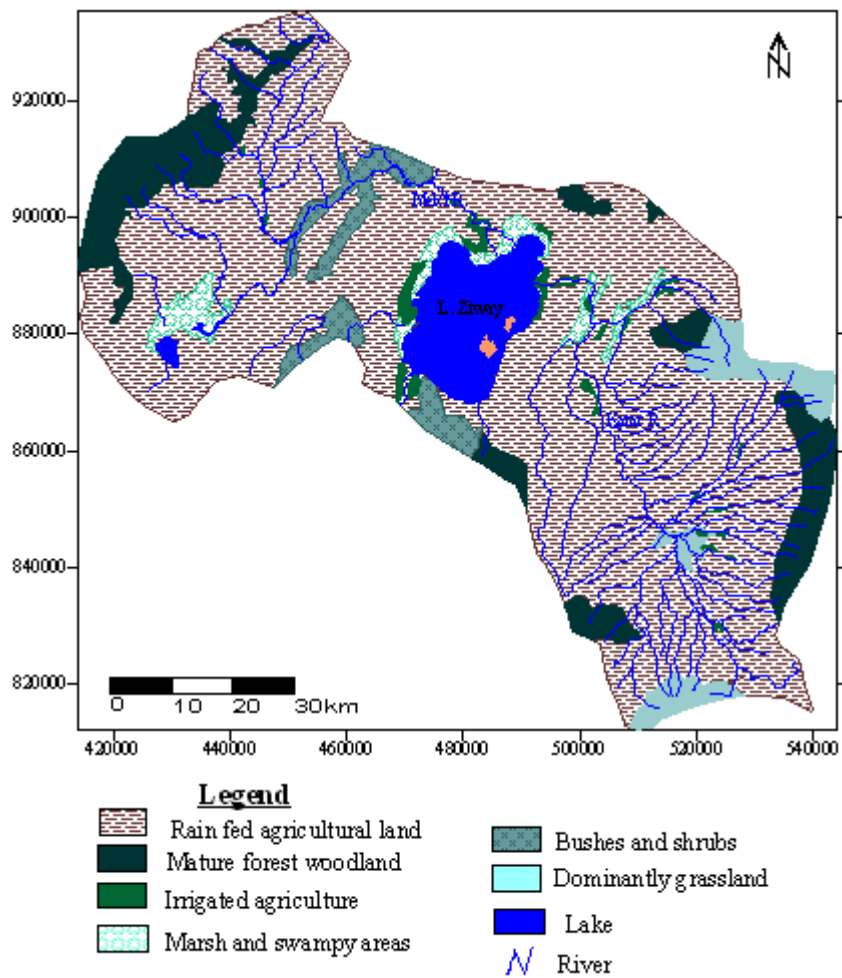 N
920000
900000
880000
860000
840000
820000
L. Ziway
0 10 20 30km
420000 440000 460000 480000 500000 520000 540000
Legend
Rain fed agricultural land
Mature forest woodland
Irrigated agriculture
Marsh and swampy areas
Bushes and shrubs
Dominantly grassland
Lake
River